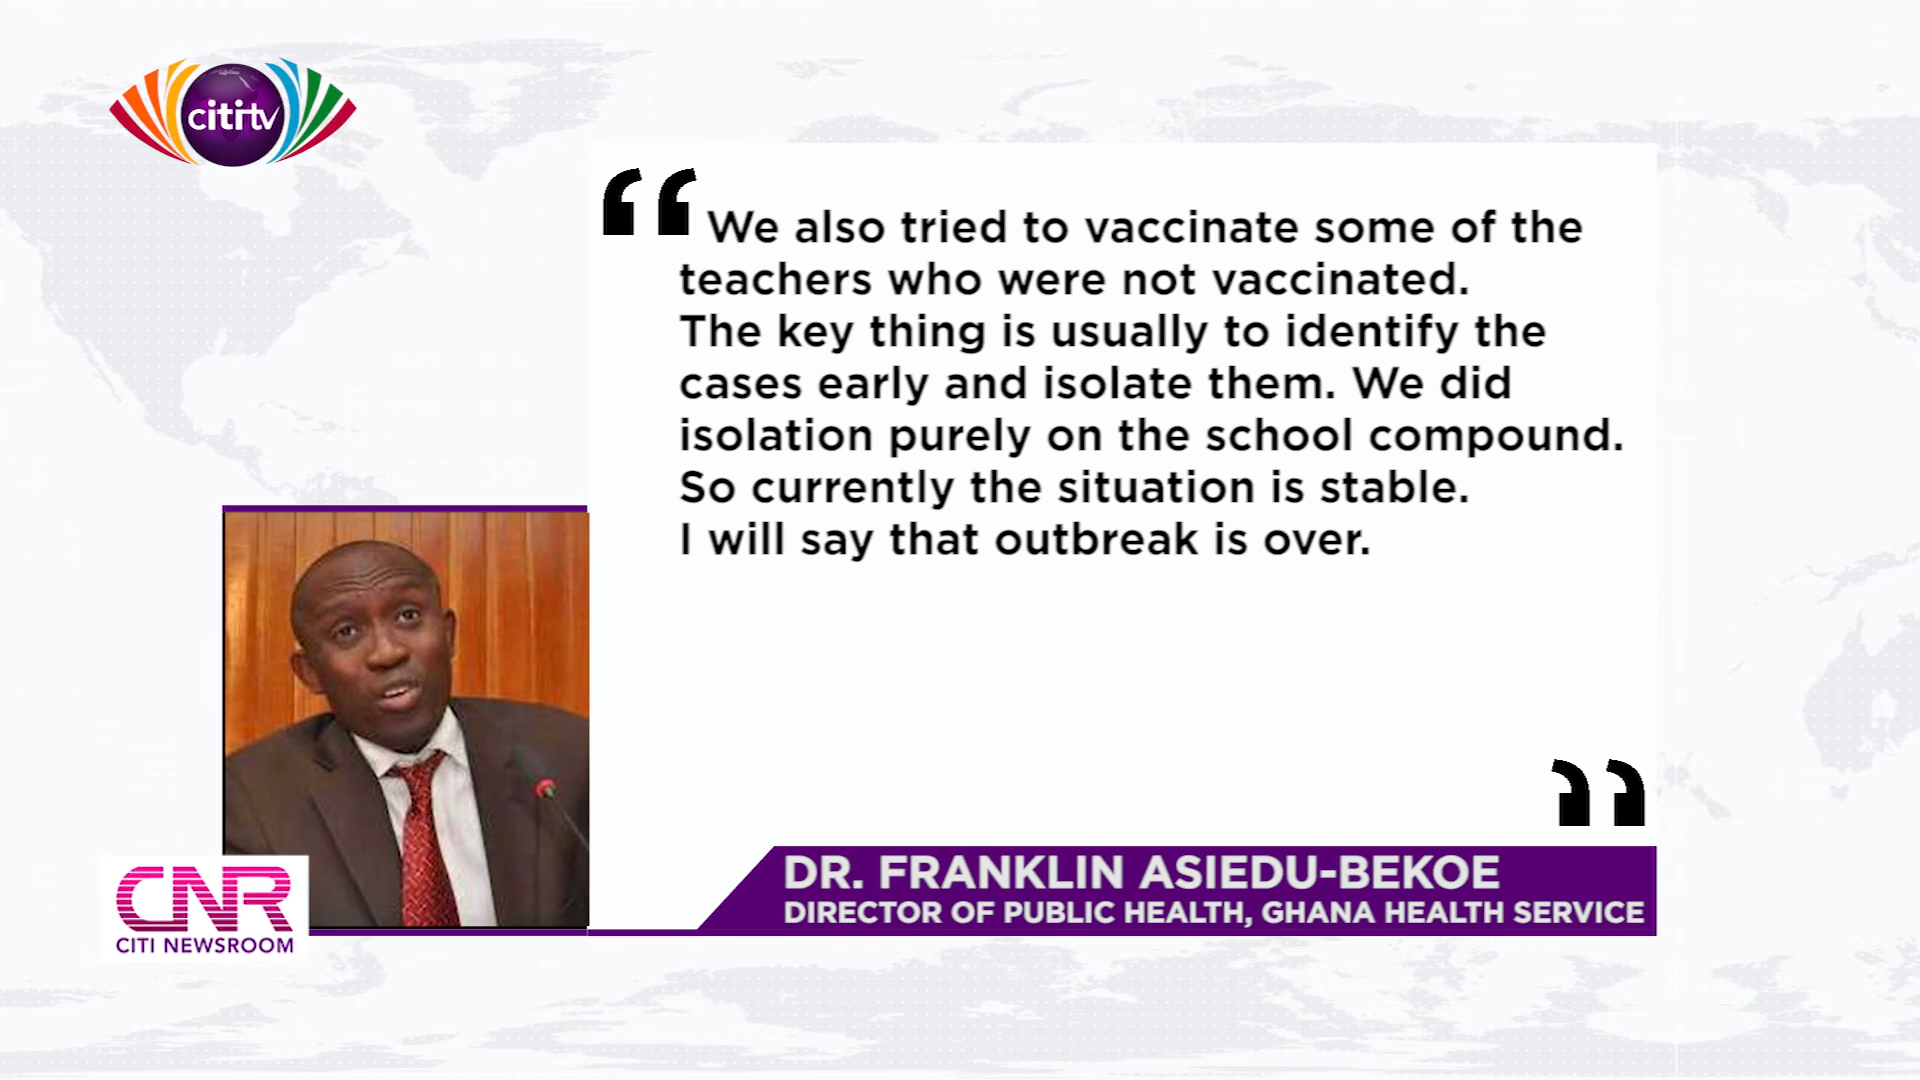 citi tv
We also tried to vaccinate some of the
teachers who were not vaccinated.
The key thing is usually to identify the
cases early and isolate them. We did
isolation purely on the school compound.
So currently the situation is stable.
I will say that outbreak is over.
DR. FRANKLIN ASIEDU-BEKOE
DIRECTOR OF PUBLIC HEALTH, GHANA HEALTH SERVICE
CNR
CITI NEWSROOM